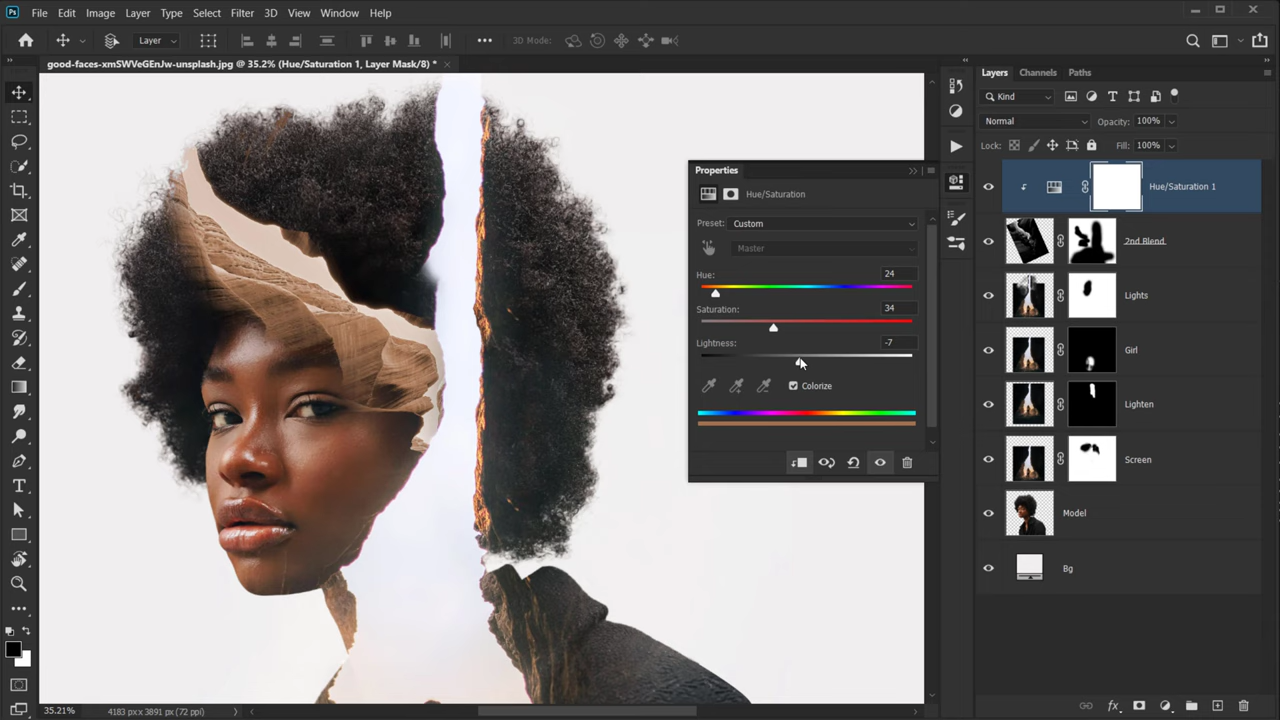 Ps File Edit Image Layer Type Select Filter 3D View Window Help
Layer 3D Mode:
good-faces-xmSWVeGEnJw-unsplash.jpg @ 35.2% (Hue/Saturation 1, Layer Mask/8) *
Layers Channels Paths
Kind
Normal Opacity: 100%
Lock: Fill: 100%
Properties
Hue/Saturation
Preset: Custom
Master
Hue: 24
Saturation: 34
Lightness: -7
Colorize
Hue/Saturation 1
2nd Blend
Lights
Girl
Lighten
Screen
Model
Bg
fx
35.21% 4183 px x 3891 px (72 ppi)